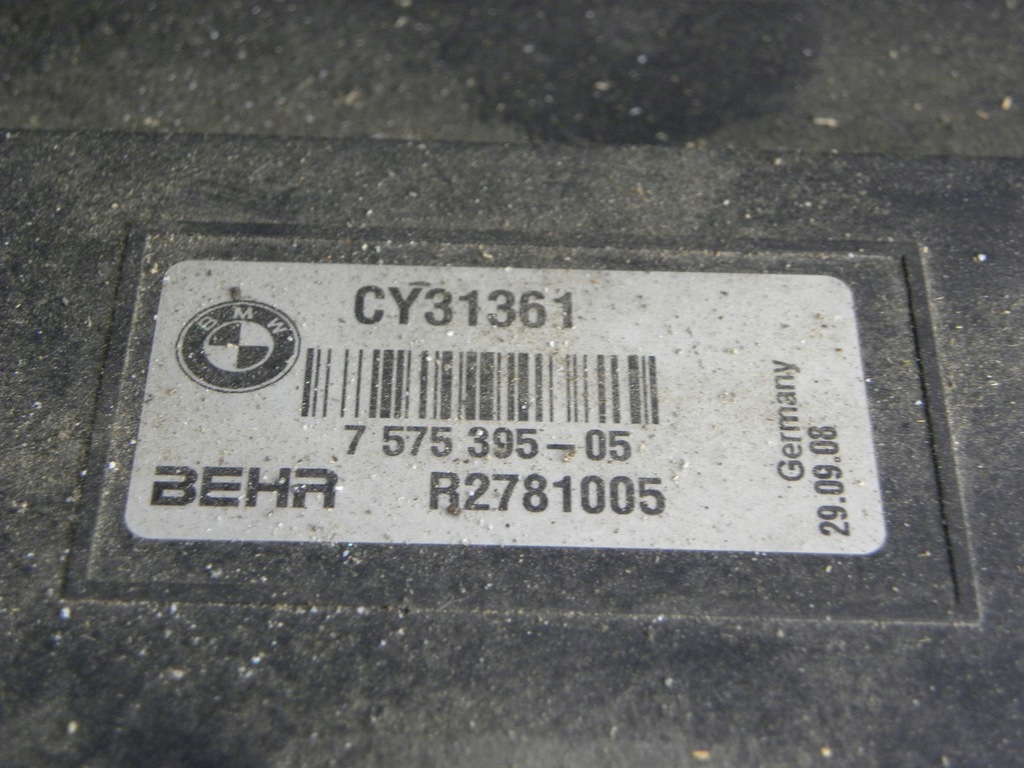 CY31361
BMW
7 575 395-05
BEHR R2781005
Germany
29.09.08